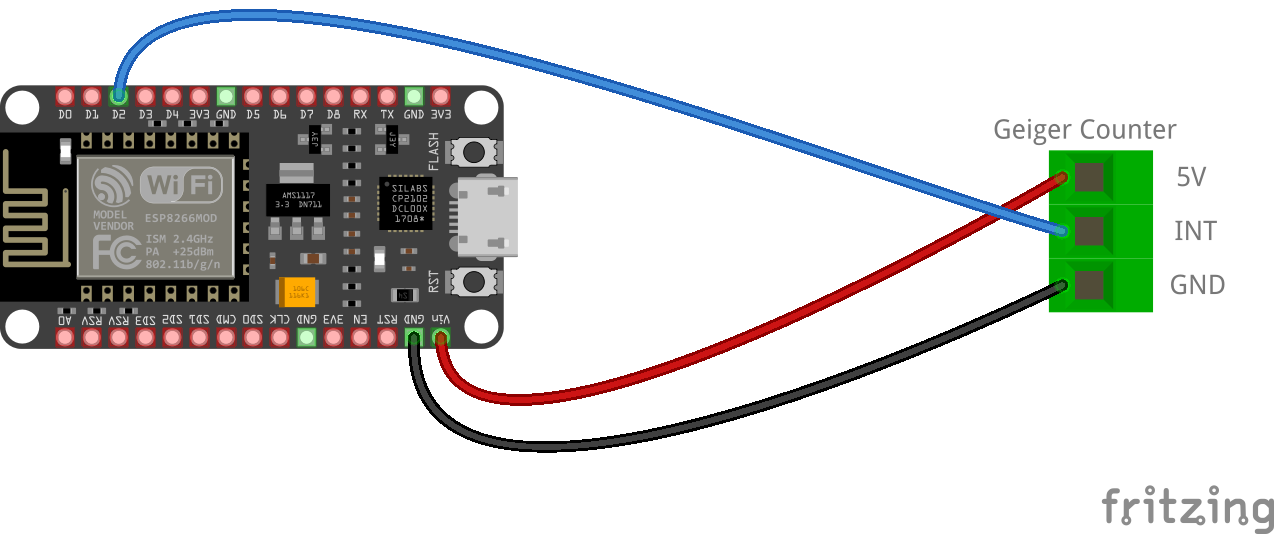 Geiger Counter
5V
INT
GND
D0 D1 D2 D3 D4 3V3 GND D5 D6 D7 D8 RX TX GND 3V3
FLASH
WiFi
MODEL
VENDOR
ESP8266MOD
FC
ISM 2.4GHz
PA +25dBm
802.11b/g/n
AMS1117
3.3 DN711
SILABS
CP2102
DCL00X
1708*
RST
A0 RSV RSV SD3 SD2 SD1 CMD SD0 CLK GND 3V3 EN RST GND Vin
fritzing